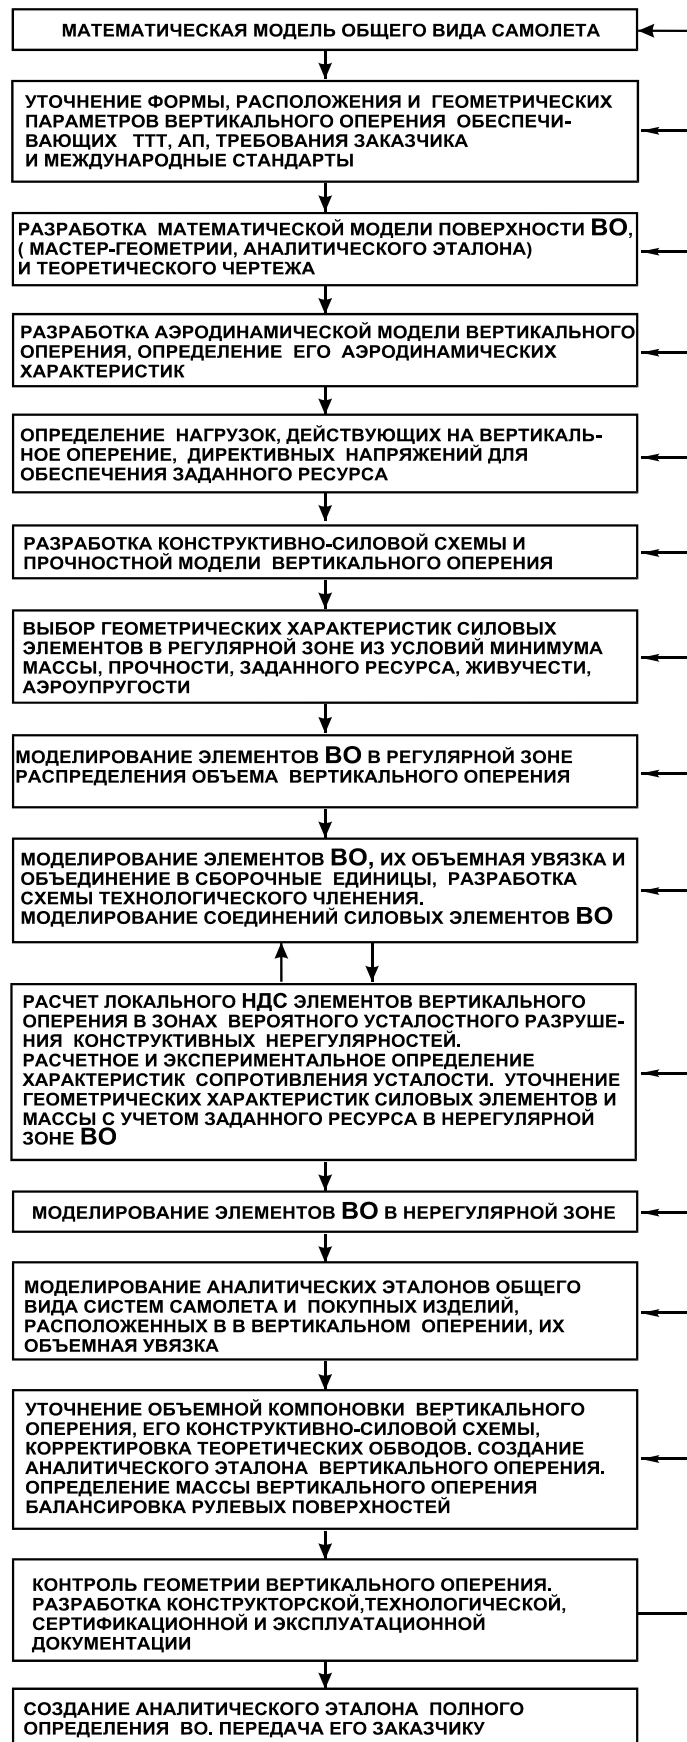 МАТЕМАТИЧЕСКАЯ МОДЕЛЬ ОБЩЕГО ВИДА САМОЛЕТА
УТОЧНЕНИЕ ФОРМЫ, РАСПОЛОЖЕНИЯ И ГЕОМЕТРИЧЕСКИХ
ПАРАМЕТРОВ ВЕРТИКАЛЬНОГО ОПЕРЕНИЯ ОБЕСПЕЧИ-
ВАЮЩИХ ТТТ, АП, ТРЕБОВАНИЯ ЗАКАЗЧИКА
И МЕЖДУНАРОДНЫЕ СТАНДАРТЫ
РАЗРАБОТКА МАТЕМАТИЧЕСКОЙ МОДЕЛИ ПОВЕРХНОСТИ ВО,
( МАСТЕР-ГЕОМЕТРИИ, АНАЛИТИЧЕСКОГО ЭТАЛОНА)
И ТЕОРЕТИЧЕСКОГО ЧЕРТЕЖА
РАЗРАБОТКА АЭРОДИНАМИЧЕСКОЙ МОДЕЛИ ВЕРТИКАЛЬНОГО
ОПЕРЕНИЯ, ОПРЕДЕЛЕНИЕ ЕГО АЭРОДИНАМИЧЕСКИХ
ХАРАКТЕРИСТИК
ОПРЕДЕЛЕНИЕ НАГРУЗОК, ДЕЙСТВУЮЩИХ НА ВЕРТИКАЛЬ-
НОЕ ОПЕРЕНИЕ, ДИРЕКТИВНЫХ НАПРЯЖЕНИЙ ДЛЯ
ОБЕСПЕЧЕНИЯ ЗАДАННОГО РЕСУРСА
РАЗРАБОТКА КОНСТРУКТИВНО-СИЛОВОЙ СХЕМЫ И
ПРОЧНОСТНОЙ МОДЕЛИ ВЕРТИКАЛЬНОГО ОПЕРЕНИЯ
ВЫБОР ГЕОМЕТРИЧЕСКИХ ХАРАКТЕРИСТИК СИЛОВЫХ
ЭЛЕМЕНТОВ В РЕГУЛЯРНОЙ ЗОНЕ ИЗ УСЛОВИЙ МИНИМУМА
МАССЫ, ПРОЧНОСТИ, ЗАДАННОГО РЕСУРСА, ЖИВУЧЕСТИ,
АЭРОУПРУГОСТИ
МОДЕЛИРОВАНИЕ ЭЛЕМЕНТОВ ВО В РЕГУЛЯРНОЙ ЗОНЕ
РАСПРЕДЕЛЕНИЯ ОБЪЕМА ВЕРТИКАЛЬНОГО ОПЕРЕНИЯ
МОДЕЛИРОВАНИЕ ЭЛЕМЕНТОВ ВО, ИХ ОБЪЕМНАЯ УВЯЗКА И
ОБЪЕДИНЕНИЕ В СБОРОЧНЫЕ ЕДИНИЦЫ, РАЗРАБОТКА
СХЕМЫ ТЕХНОЛОГИЧЕСКОГО ЧЛЕНЕНИЯ.
МОДЕЛИРОВАНИЕ СОЕДИНЕНИЙ СИЛОВЫХ ЭЛЕМЕНТОВ ВО
РАСЧЕТ ЛОКАЛЬНОГО НДС ЭЛЕМЕНТОВ ВЕРТИКАЛЬНОГО
ОПЕРЕНИЯ В ЗОНАХ ВЕРОЯТНОГО УСТАЛОСТНОГО РАЗРУШЕ-
НИЯ КОНСТРУКТИВНЫХ НЕРЕГУЛЯРНОСТЕЙ.
РАСЧЕТНОЕ И ЭКСПЕРИМЕНТАЛЬНОЕ ОПРЕДЕЛЕНИЕ
ХАРАКТЕРИСТИК СОПРОТИВЛЕНИЯ УСТАЛОСТИ. УТОЧНЕНИЕ
ГЕОМЕТРИЧЕСКИХ ХАРАКТЕРИСТИК СИЛОВЫХ ЭЛЕМЕНТОВ И
МАССЫ С УЧЕТОМ ЗАДАННОГО РЕСУРСА В НЕРЕГУЛЯРНОЙ
ЗОНЕ ВО
МОДЕЛИРОВАНИЕ ЭЛЕМЕНТОВ ВО В НЕРЕГУЛЯРНОЙ ЗОНЕ
МОДЕЛИРОВАНИЕ АНАЛИТИЧЕСКИХ ЭТАЛОНОВ ОБЩЕГО
ВИДА СИСТЕМ САМОЛЕТА И ПОКУПНЫХ ИЗДЕЛИЙ,
РАСПОЛОЖЕННЫХ В В ВЕРТИКАЛЬНОМ ОПЕРЕНИИ, ИХ
ОБЪЕМНАЯ УВЯЗКА
УТОЧНЕНИЕ ОБЪЕМНОЙ КОМПОНОВКИ ВЕРТИКАЛЬНОГО
ОПЕРЕНИЯ, ЕГО КОНСТРУКТИВНО-СИЛОВОЙ СХЕМЫ,
КОРРЕКТИРОВКА ТЕОРЕТИЧЕСКИХ ОБВОДОВ. СОЗДАНИЕ
АНАЛИТИЧЕСКОГО ЭТАЛОНА ВЕРТИКАЛЬНОГО ОПЕРЕНИЯ.
ОПРЕДЕЛЕНИЕ МАССЫ ВЕРТИКАЛЬНОГО ОПЕРЕНИЯ
БАЛАНСИРОВКА РУЛЕВЫХ ПОВЕРХНОСТЕЙ
КОНТРОЛЬ ГЕОМЕТРИИ ВЕРТИКАЛЬНОГО ОПЕРЕНИЯ.
РАЗРАБОТКА КОНСТРУКТОРСКОЙ,ТЕХНОЛОГИЧЕСКОЙ,
СЕРТИФИКАЦИОННОЙ И ЭКСПЛУАТАЦИОННОЙ
ДОКУМЕНТАЦИИ
СОЗДАНИЕ АНАЛИТИЧЕСКОГО ЭТАЛОНА ПОЛНОГО
ОПРЕДЕЛЕНИЯ ВО. ПЕРЕДАЧА ЕГО ЗАКАЗЧИКУ